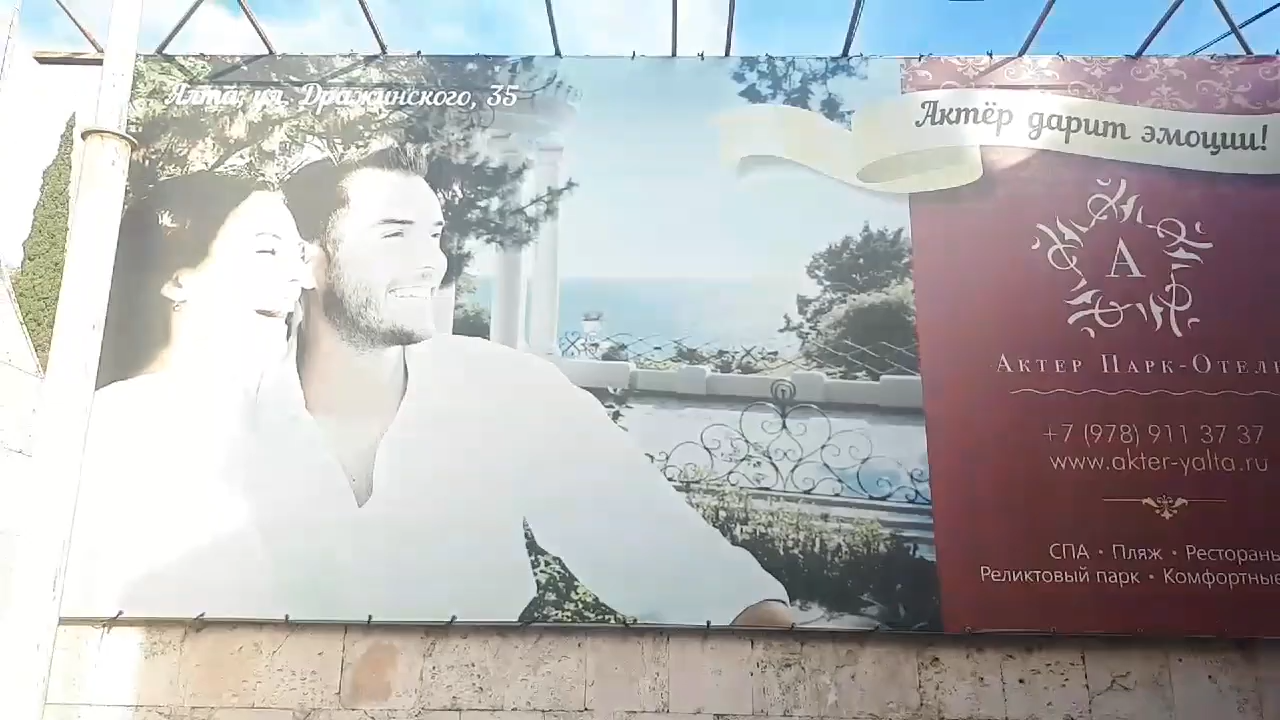 Ялта, ул. Дражинского, 35
Актёр дарит эмоции!
А
Актер Парк-Отель
+7 (978) 911 37 37
www.akter-yalta.ru
СПА • Пляж • Рестораны
Реликтовый парк • Комфортные